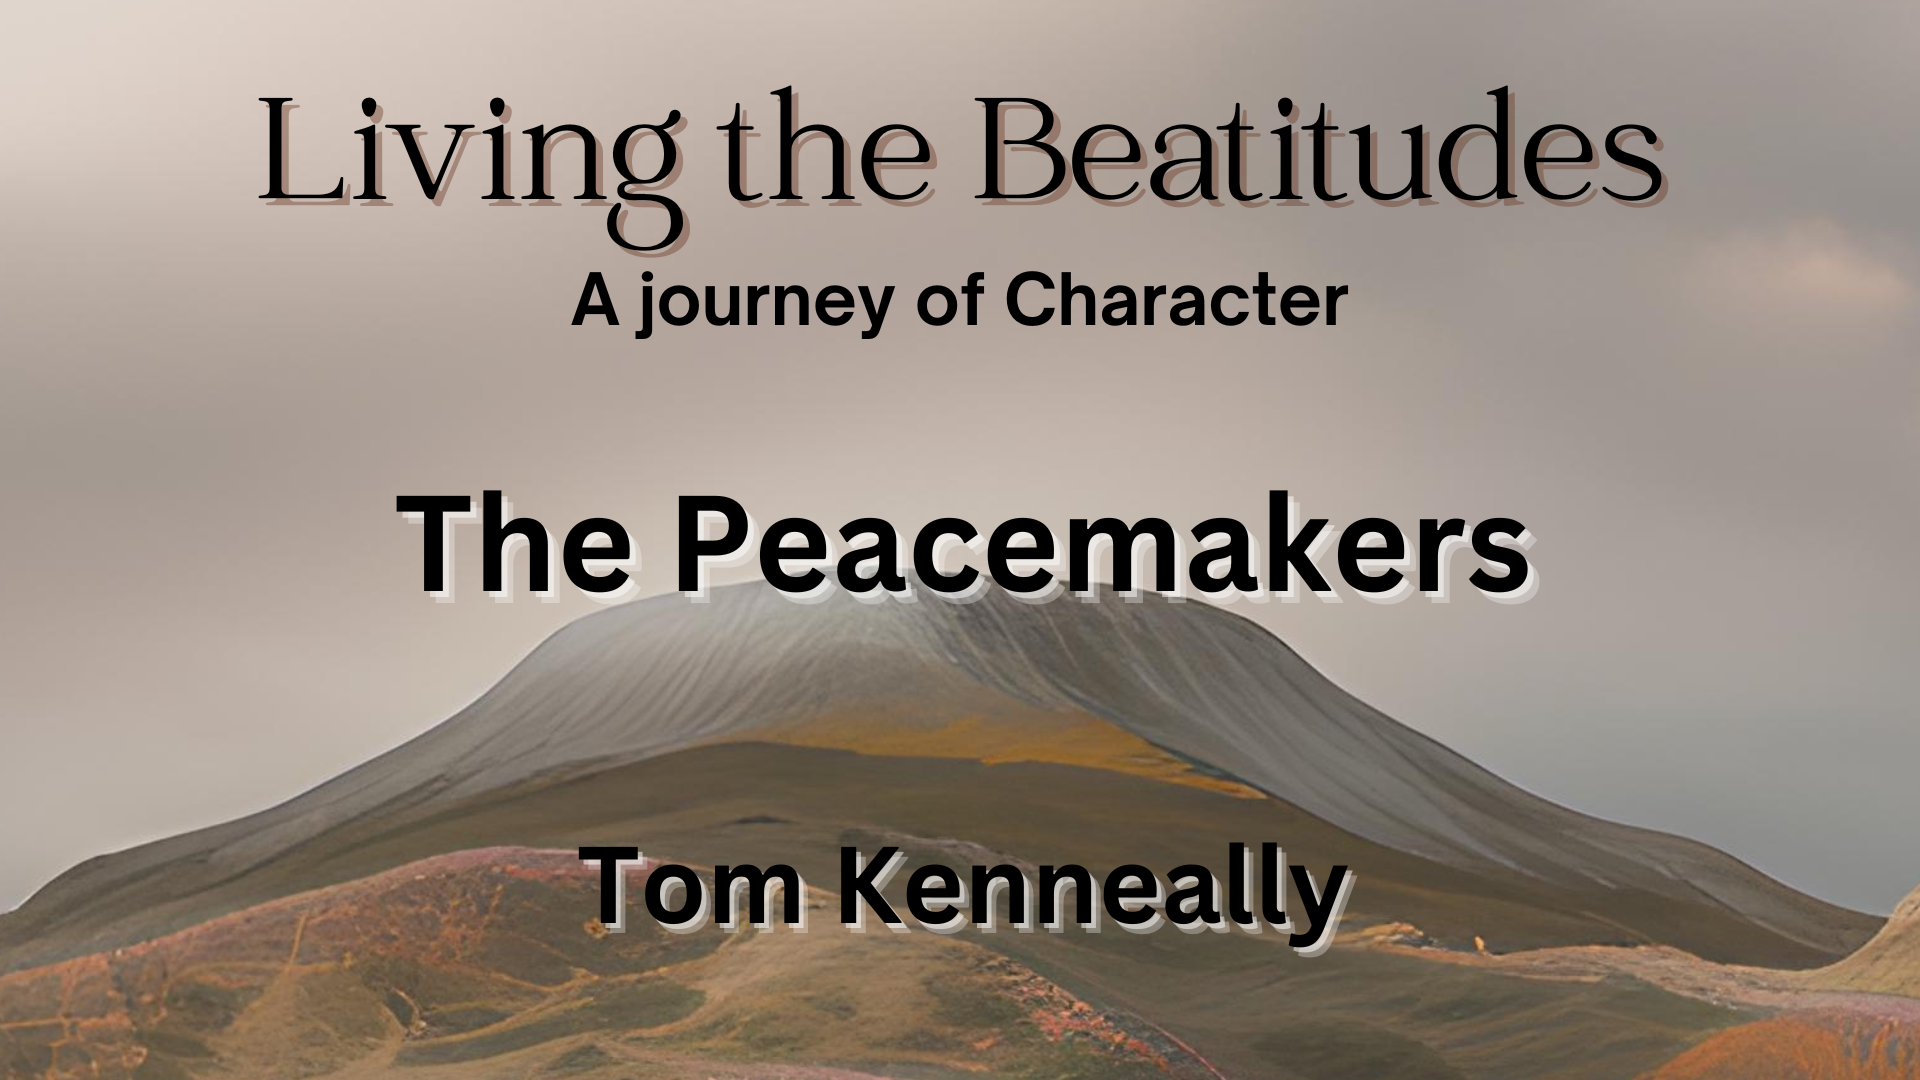 Living the Beatitudes
A journey of Character
The Peacemakers
Tom Kenneally